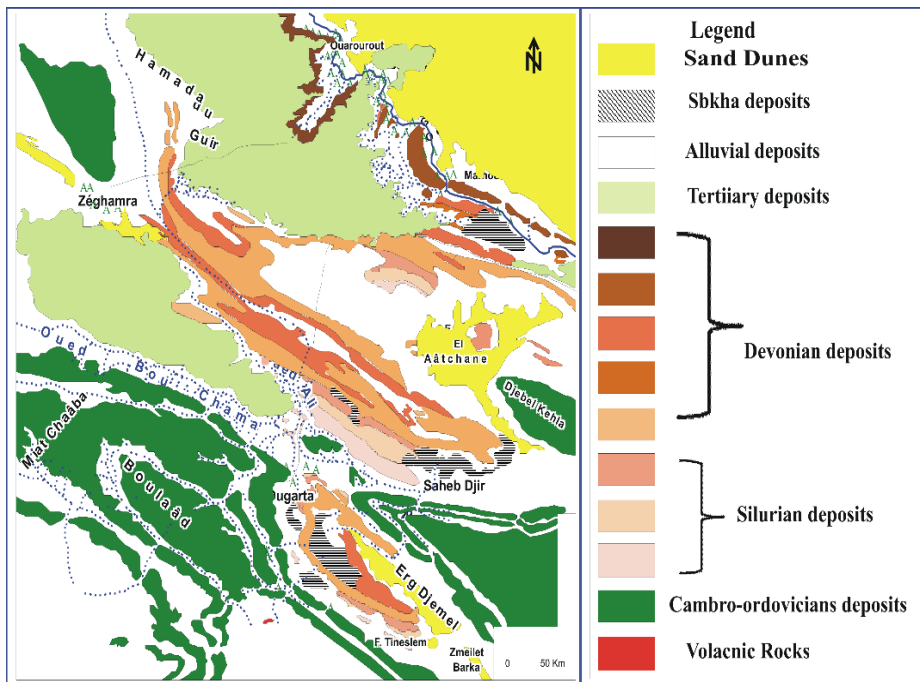 Ouarourout
N
Hamada
du
Guir
Zéghamra
El
Aâtchane
Djebel Kehla
Oued Bou Chama
Miat Chaâba
Boulaâd
Saheb Djir
Ougarta
Erg Djemel
F. Tineslem
Zmeilet
Barka
0 50 Km
Legend
Sand Dunes
Sbkha deposits
Alluvial deposits
Tertiiary deposits
Devonian deposits
Silurian deposits
Cambro-ordovicians deposits
Volacnic Rocks